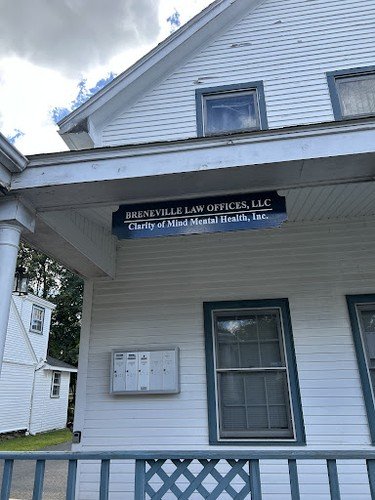 BRENEVILLE LAW OFFICES, LLC
Clarity of Mind Mental Health, Inc.